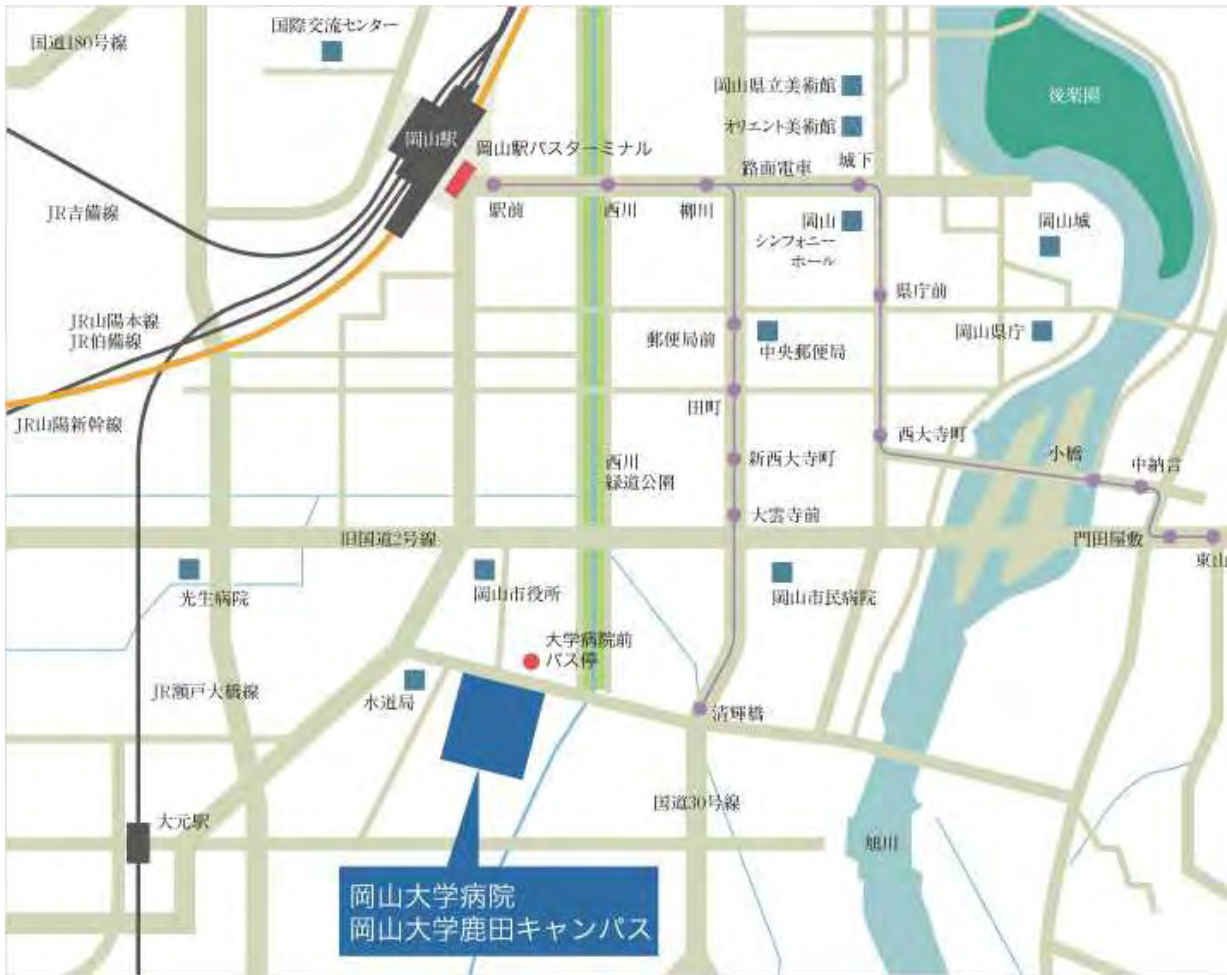 国道180号線
国際交流センター
岡山駅
岡山県立美術館
オリエント美術館
後楽園
岡山駅バスターミナル
路面電車
城下
JR吉備線
駅前
西川
柳川
岡山
シンフォニー
ホール
岡山城
県庁前
JR山陽本線
JR伯備線
郵便局前
中央郵便局
岡山県庁
田町
JR山陽新幹線
西川
緑道公園
新西大寺町
西大寺町
小橋
中納言
大雲寺前
旧国道2号線
門田屋敷
東山
光生病院
岡山市役所
岡山市民病院
大学病院前
バス停
JR瀬戸大橋線
水道局
清輝橋
大元駅
国道30号線
旭川
岡山大学病院
岡山大学鹿田キャンパス